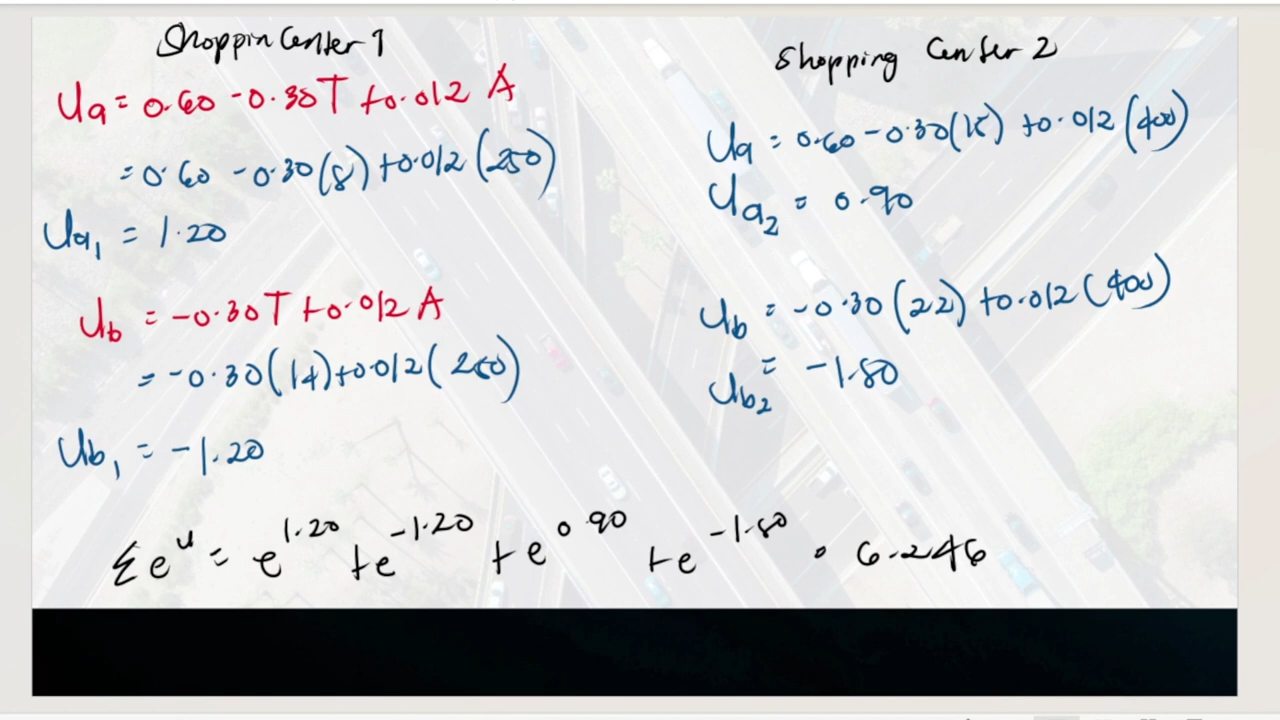 Shoppin Center 1
Ua = 0.60 - 0.30T + 0.012 A
= 0.60 - 0.30(8) + 0.012 (250)
Ua1 = 1.20
Ub = -0.30T + 0.012 A
= -0.30(14) + 0.012 (250)
Ub1 = -1.20
Shopping Center 2
Ua = 0.60 - 0.30(15) + 0.012 (400)
Ua2 = 0.90
Ub = -0.30 (22) + 0.012 (400)
Ub2 = -1.80
Σe^u = e^1.20 + e^-1.20 + e^0.90 + e^-1.80 = 6.246